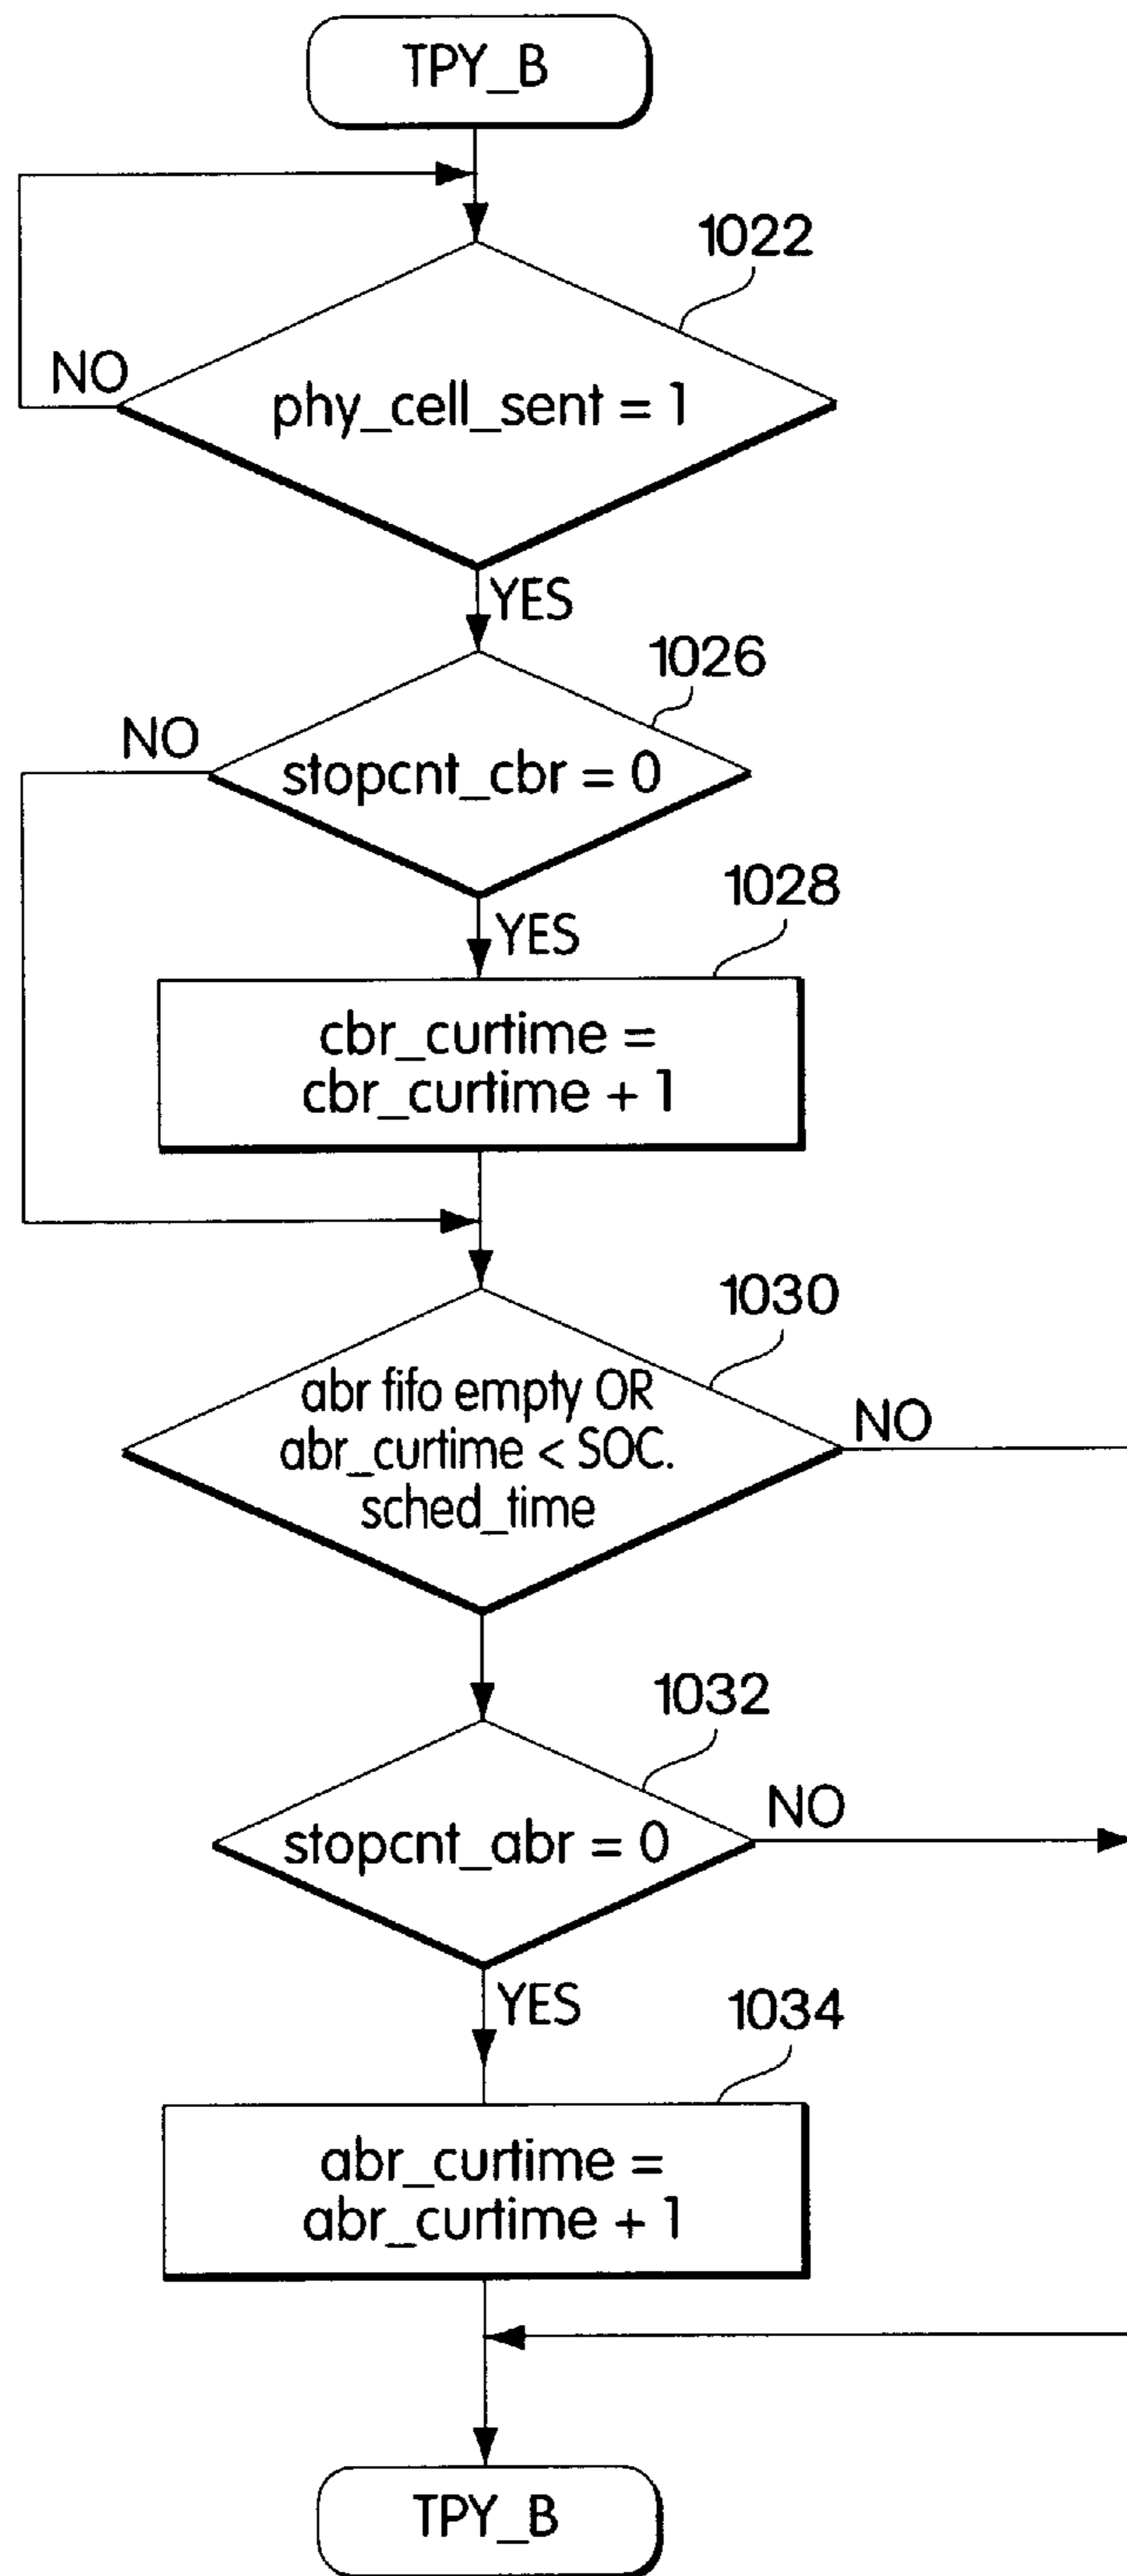 TPY_B
1022
NO
phy_cell_sent = 1
YES
1026
NO
stopcnt_cbr = 0
1028
YES
cbr_curtime =
cbr_curtime + 1
1030
abr fifo empty OR
NO
abr_curtime < SOC.
sched_time
1032
NO
stopcnt_abr = 0
YES
1034
abr_curtime =
abr_curtime + 1
TPY_B